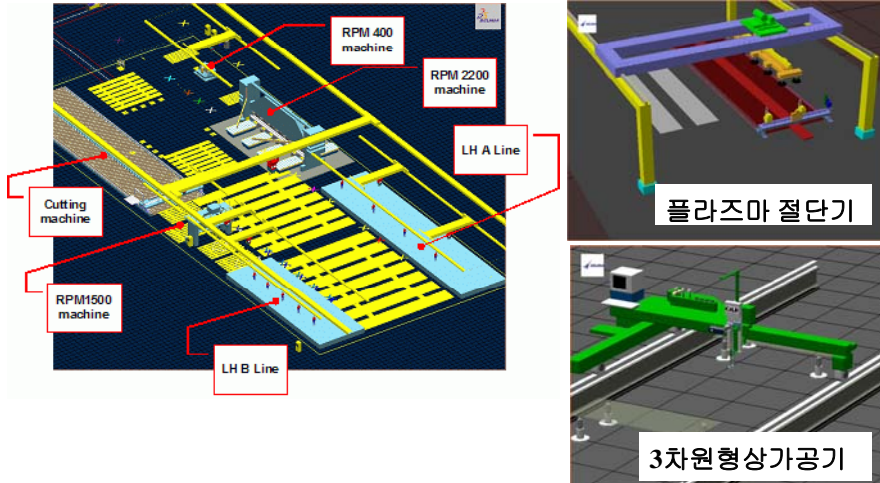 RPM 400
machine
RPM 2200
machine
LH A Line
Cutting
machine
RPM1500
machine
LH B Line
플라즈마 절단기
3차원형상가공기